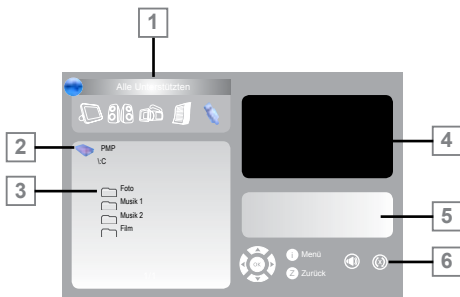 1
Alle Unterstützten
2
PMP
\:C
3
Foto
Musik 1
Musik 2
Film
4
5
OK
i Menü
Z Zurück
6